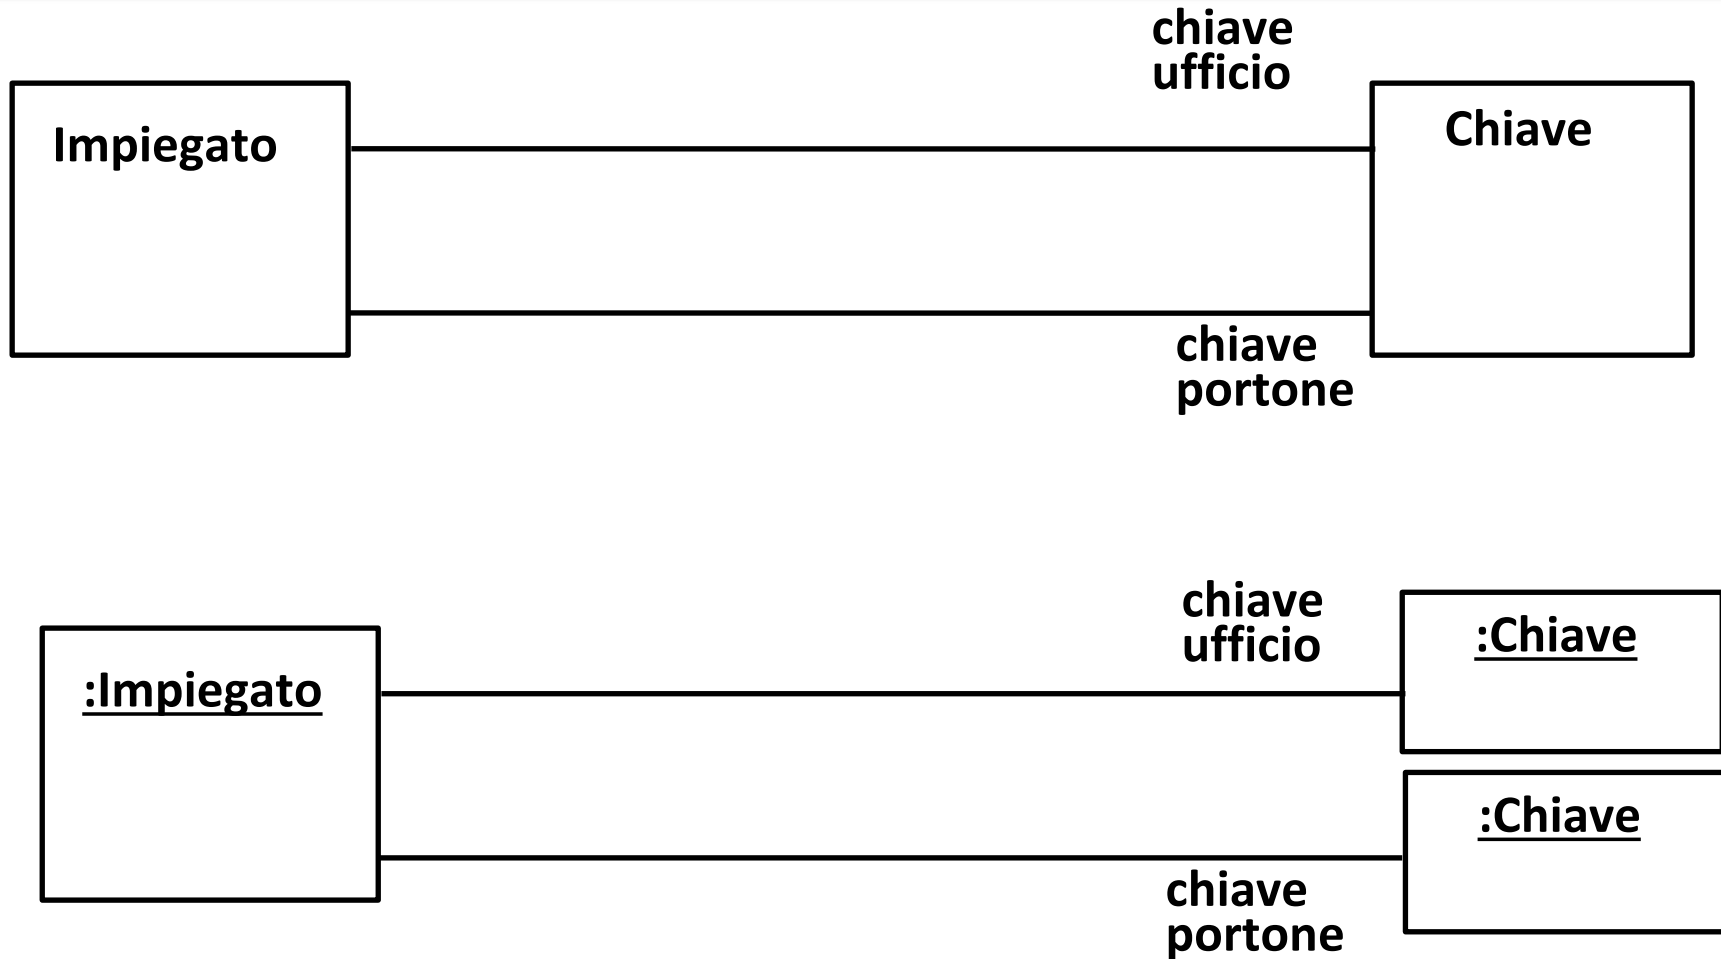 chiave
ufficio
Impiegato
Chiave
chiave
portone
chiave
ufficio
:Chiave
:Impiegato
:Chiave
chiave
portone